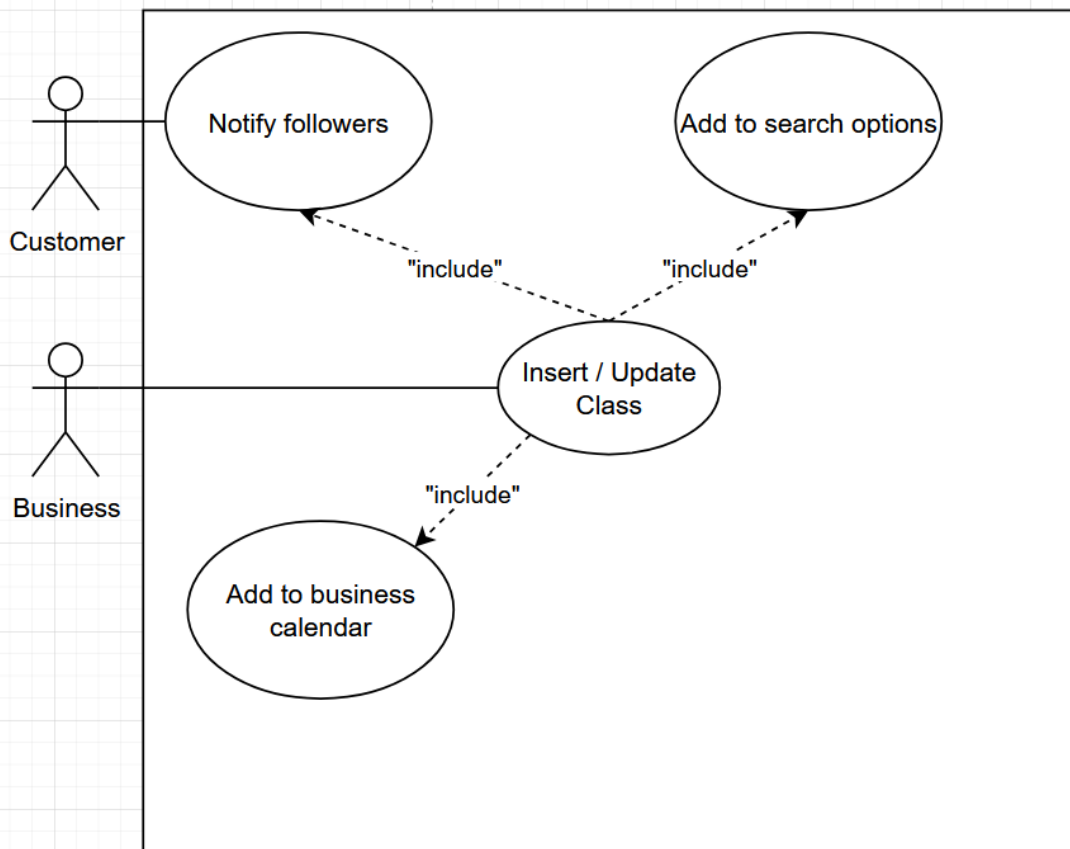 Notify followers
Add to search options
Customer
"include"
"include"
Insert / Update
Class
Business
"include"
Add to business
calendar